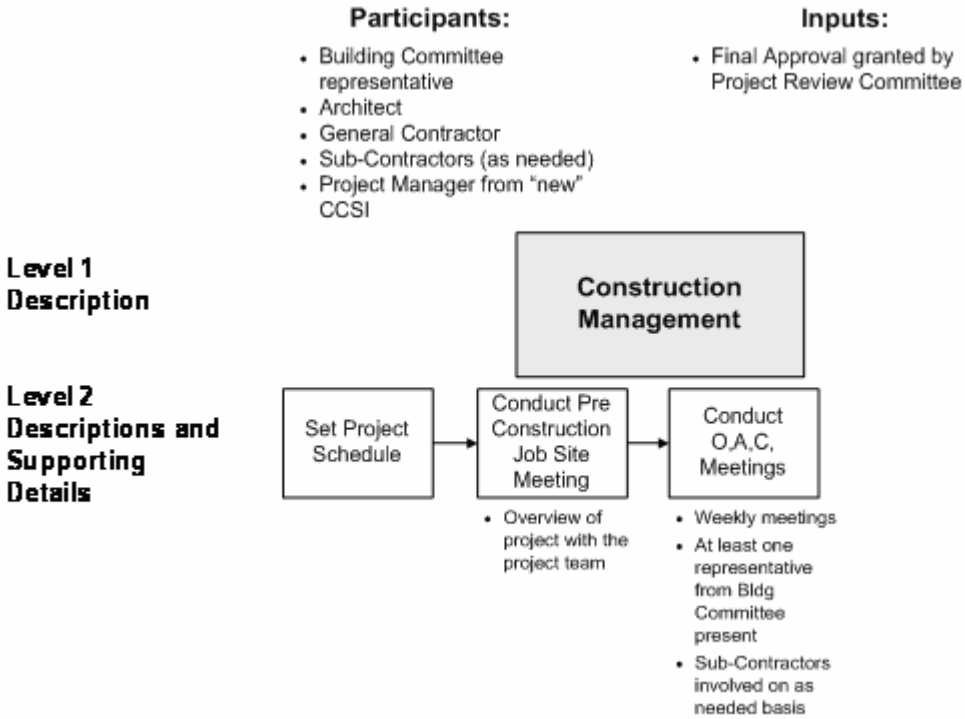 Participants:
• Building Committee
representative
• Architect
• General Contractor
• Sub-Contractors (as needed)
• Project Manager from “new”
CCSI
Inputs:
• Final Approval granted by
Project Review Committee
Level 1
Description
Construction
Management
Level 2
Descriptions and
Supporting
Details
Set Project
Schedule
Conduct Pre
Construction
Job Site
Meeting
• Overview of
project with the
project team
Conduct
O,A,C,
Meetings
• Weekly meetings
• At least one
representative
from Bldg
Committee
present
• Sub-Contractors
involved on as
needed basis